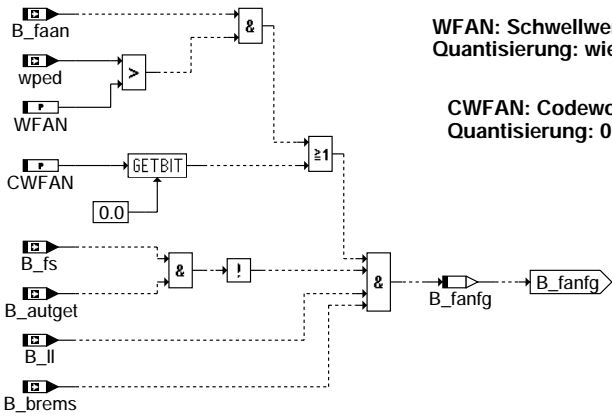 B_faan
&
WFAN: Schwellwer
Quantisierung: wie
wped
>
WFAN
CWFAN: Codewo
Quantisierung: 0
≧1
CWFAN
GETBIT
0.0
B_fs
&
!
&
B_fanfg
B_fanfg
B_autget
B_ll
B_brems